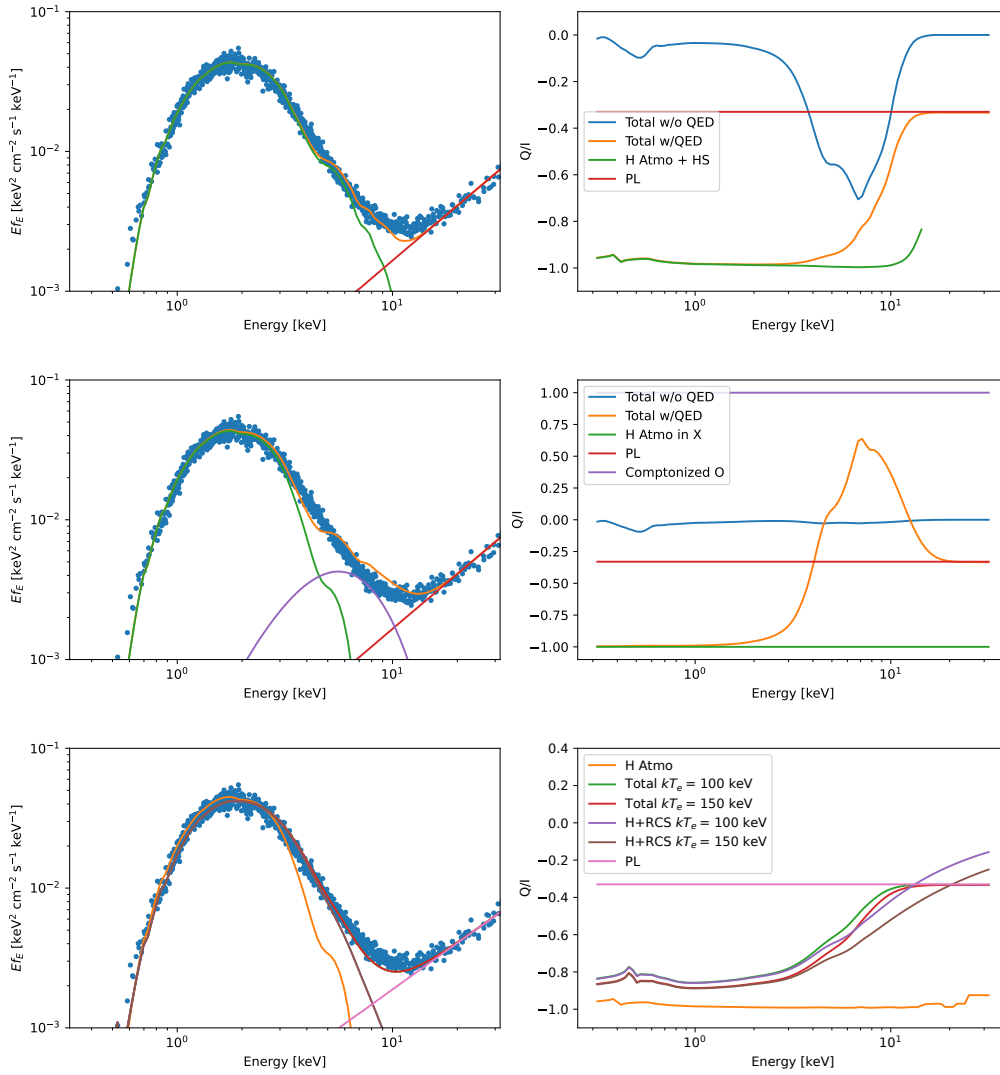 10⁻¹
10⁻²
10⁻³
Ef_E [keV² cm⁻² s⁻¹ keV⁻¹]
10⁰
10¹
Energy [keV]
0.0
−0.2
−0.4
−0.6
−0.8
−1.0
Q/I
Total w/o QED
Total w/QED
H Atmo + HS
PL
10⁰
10¹
Energy [keV]
10⁻¹
10⁻²
10⁻³
Ef_E [keV² cm⁻² s⁻¹ keV⁻¹]
10⁰
10¹
Energy [keV]
1.00
0.75
0.50
0.25
0.00
−0.25
−0.50
−0.75
−1.00
Q/I
Total w/o QED
Total w/QED
H Atmo in X
PL
Comptonized O
10⁰
10¹
Energy [keV]
10⁻¹
10⁻²
10⁻³
Ef_E [keV² cm⁻² s⁻¹ keV⁻¹]
10⁰
10¹
Energy [keV]
0.4
0.2
0.0
−0.2
−0.4
−0.6
−0.8
−1.0
Q/I
H Atmo
Total kT_e = 100 keV
Total kT_e = 150 keV
H+RCS kT_e = 100 keV
H+RCS kT_e = 150 keV
PL
10⁰
10¹
Energy [keV]